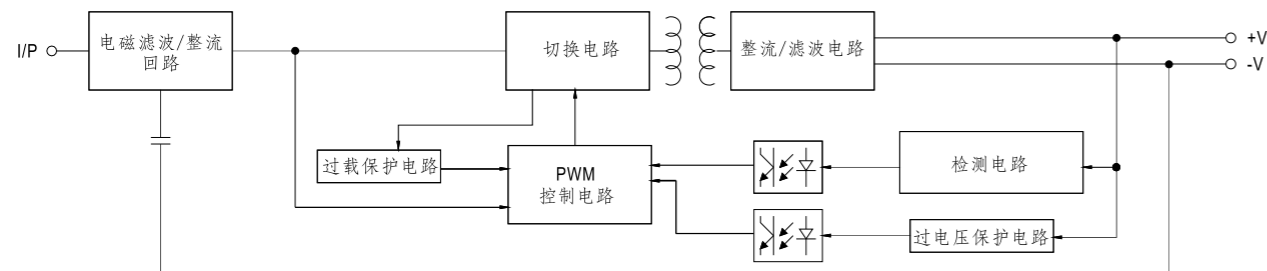 I/P
电磁滤波/整流
回路
切换电路
整流/滤波电路
+V
-V
过载保护电路
PWM
控制电路
检测电路
过电压保护电路